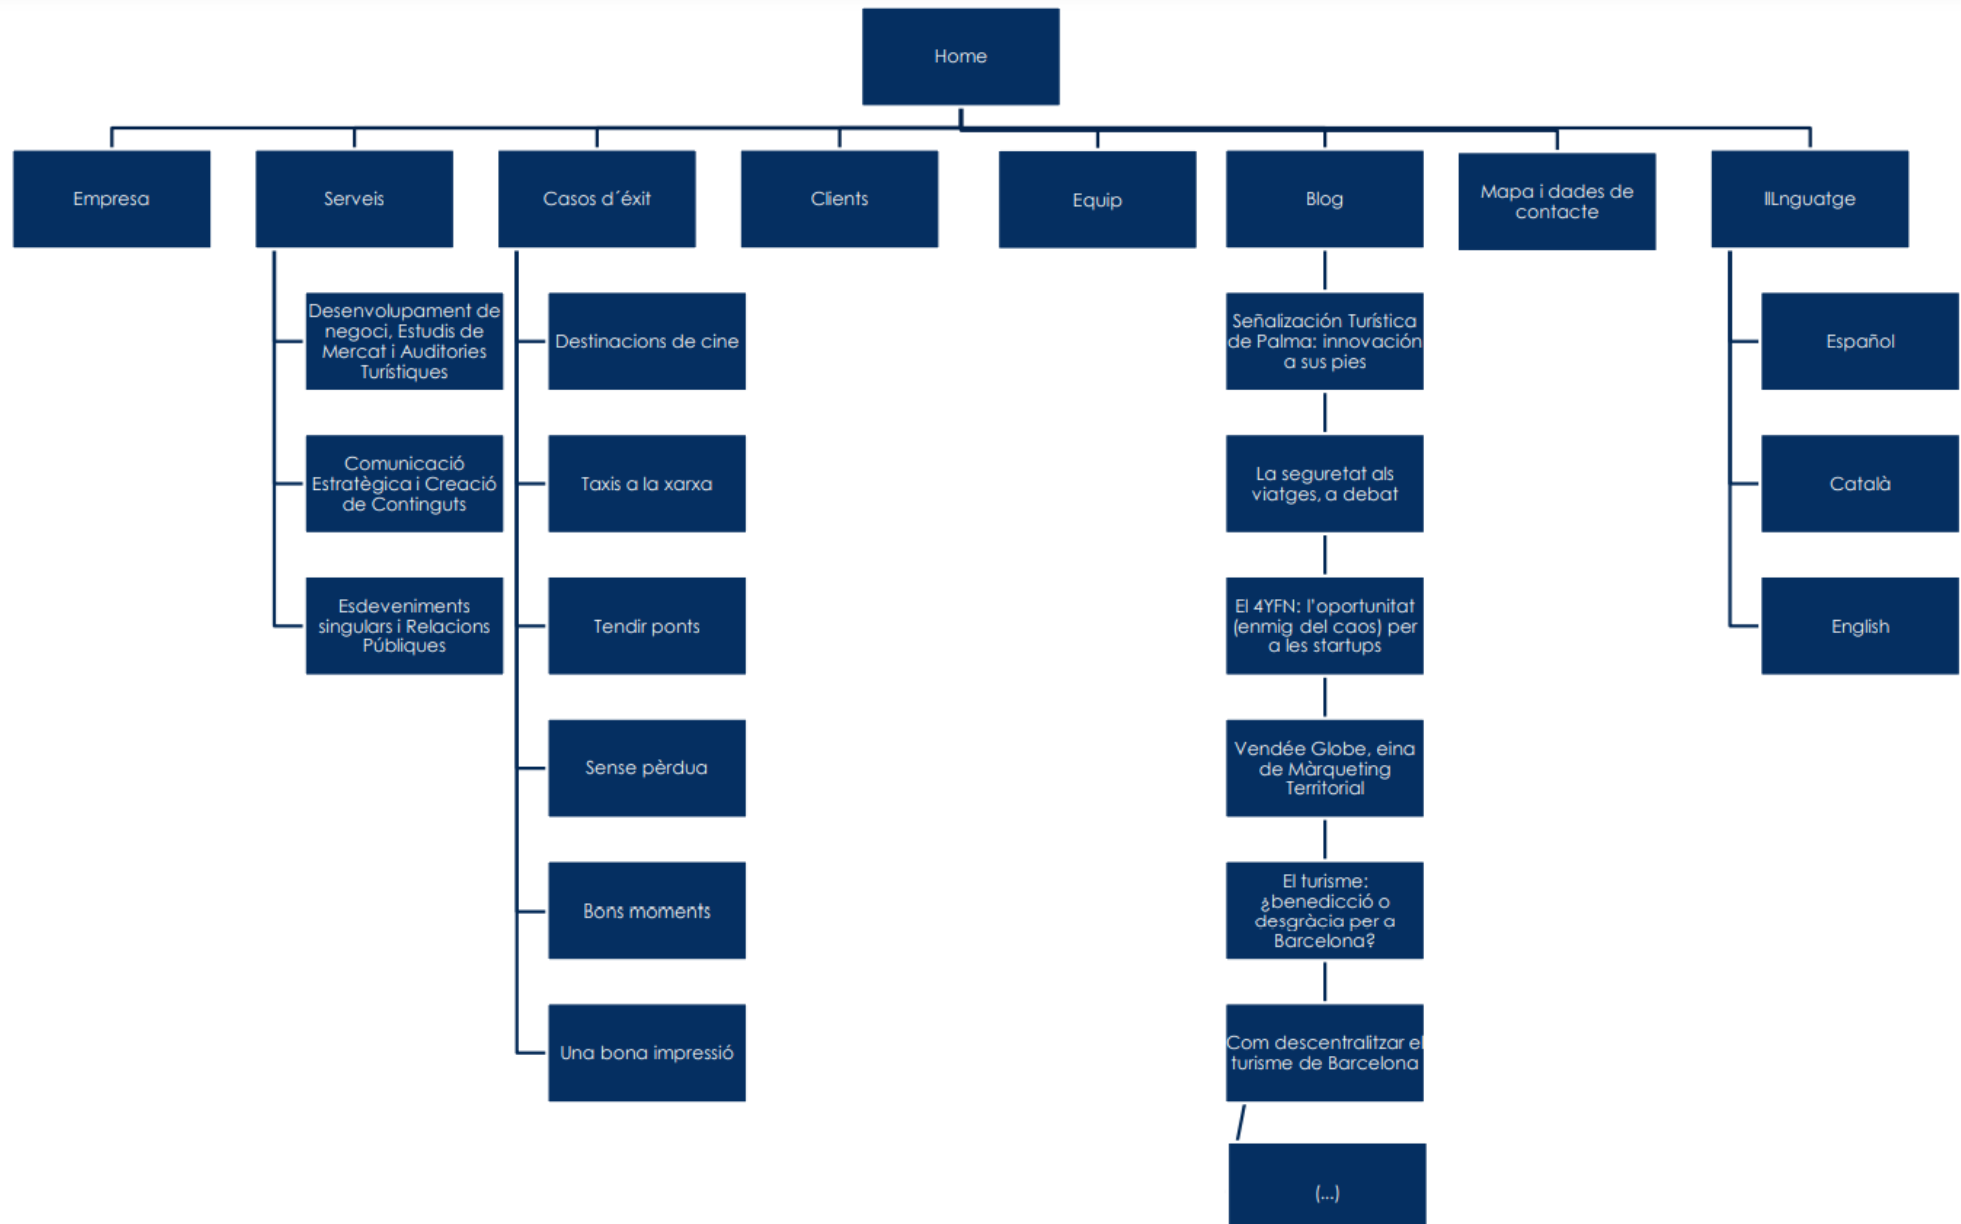 Home
Empresa
Serveis
Casos d´éxit
Clients
Equip
Blog
Mapa i dades de
contacte
llLnguatge
Desenvolupament de
negoci, Estudis de
Mercat i Auditories
Turístiques
Comunicació
Estratègica i Creació
de Continguts
Esdeveniments
singulars i Relacions
Públiques
Destinacions de cine
Taxis a la xarxa
Tendir ponts
Sense pèrdua
Bons moments
Una bona impressió
Señalización Turística
de Palma: innovación
a sus pies
La seguretat als
viatges, a debat
El 4YFN: l'oportunitat
(enmig del caos) per
a les startups
Vendée Globe, eina
de Màrqueting
Territorial
El turisme:
¿benedicció o
desgràcia per a
Barcelona?
Com descentralitzar el
turisme de Barcelona
(...)
Español
Català
English